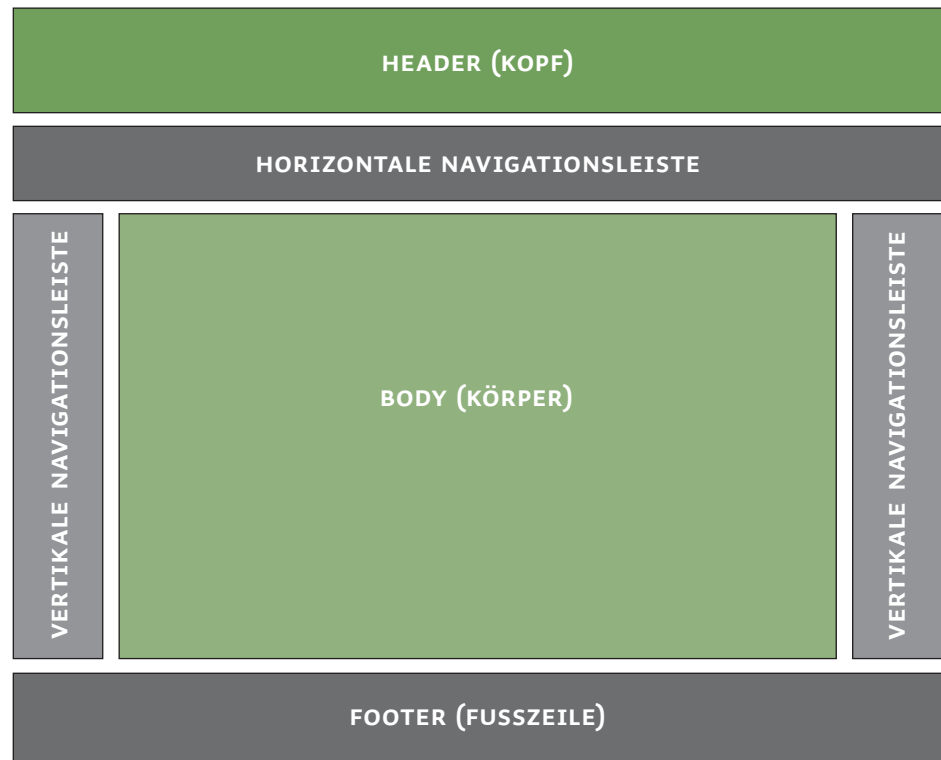 HEADER (KOPF)
HORIZONTALE NAVIGATIONSLEISTE
VERTIKALE NAVIGATIONSLEISTE
BODY (KÖRPER)
VERTIKALE NAVIGATIONSLEISTE
FOOTER (FUSSZEILE)